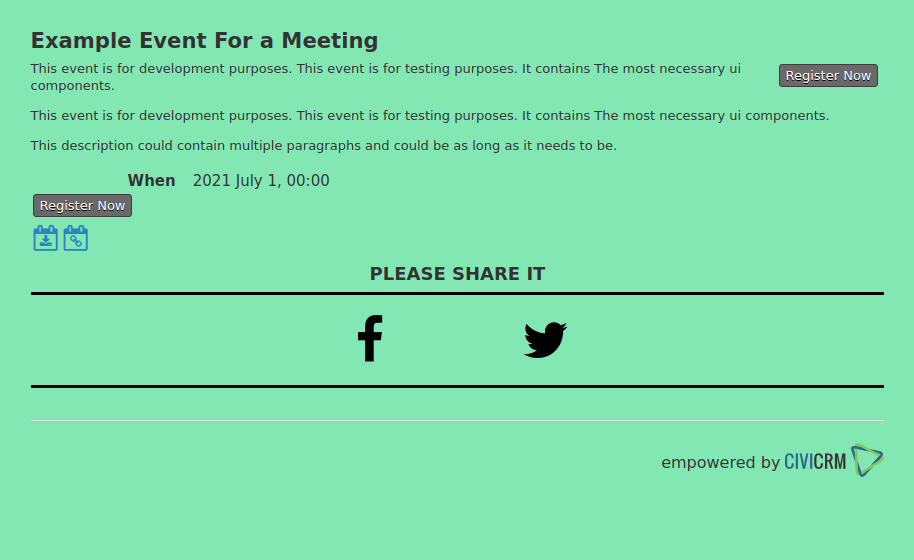 Example Event For a Meeting
This event is for development purposes. This event is for testing purposes. It contains The most necessary ui
components.
Register Now
This event is for development purposes. This event is for testing purposes. It contains The most necessary ui components.
This description could contain multiple paragraphs and could be as long as it needs to be.
When 2021 July 1, 00:00
Register Now
PLEASE SHARE IT
empowered by CIVICRM